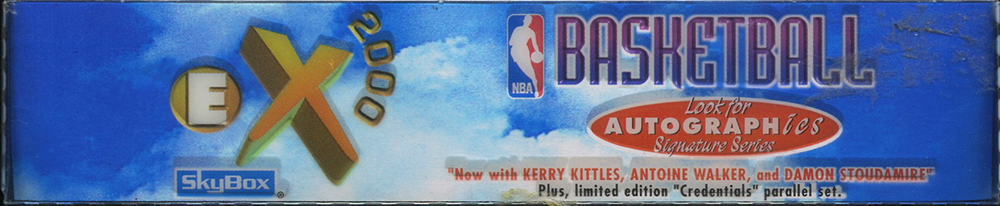 E X 2000
SkyBox®
NBA
BASKETBALL
Look for
AUTOGRAPHics
Signature Series
"Now with KERRY KITTLES, ANTOINE WALKER, and DAMON STOUDAMIRE"
Plus, limited edition "Credentials" parallel set.